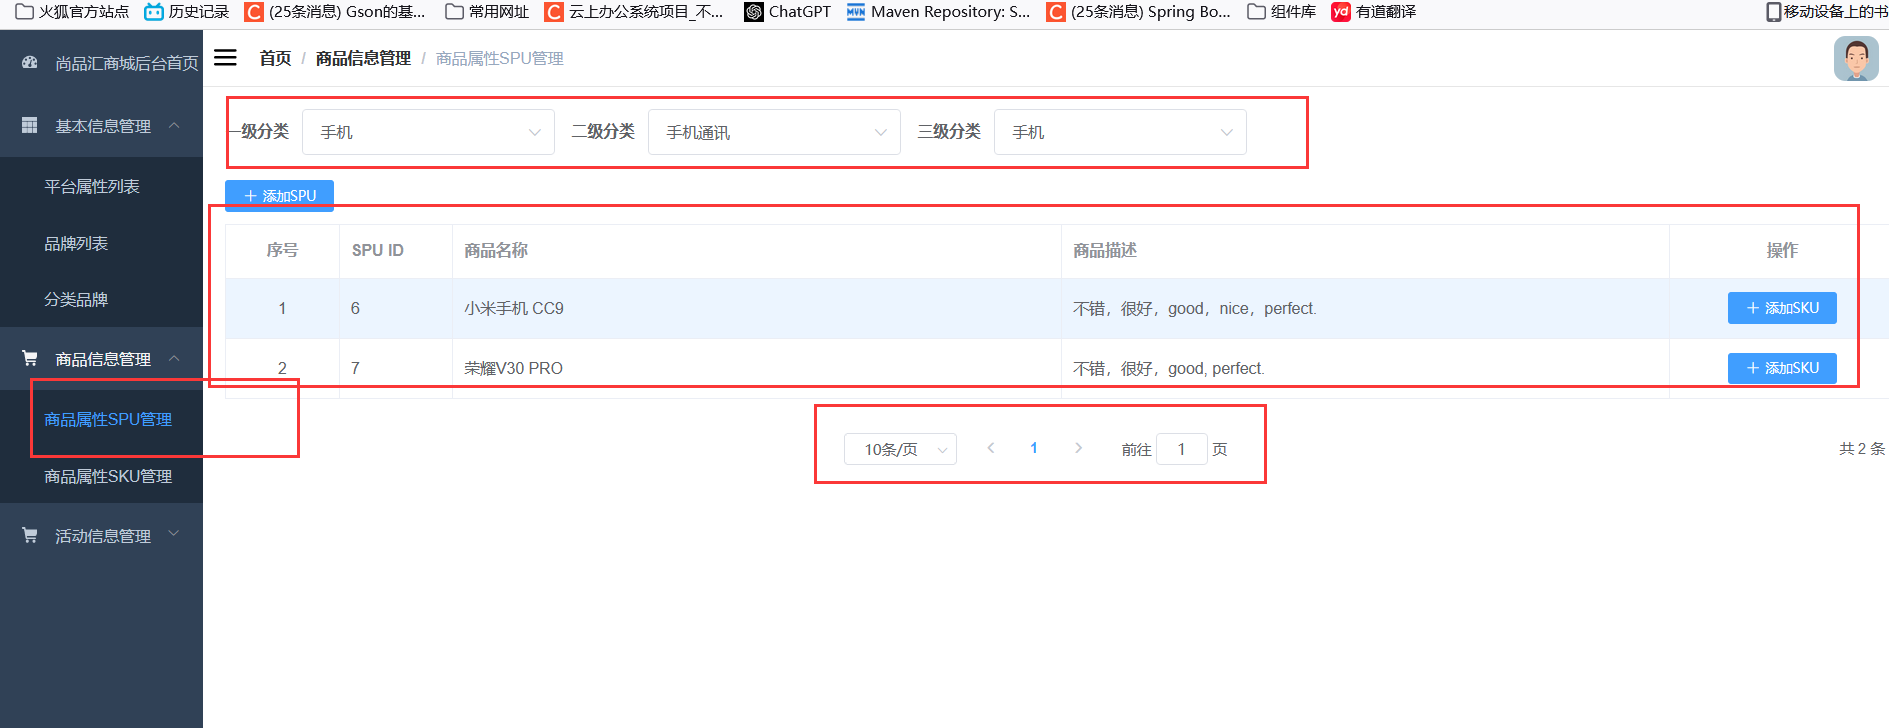 火狐官方站点 历史记录 (25条消息) Gson的基... 常用网址 云上办公系统项目_不... ChatGPT Maven Repository: S... (25条消息) Spring Bo... 组件库 有道翻译 移动设备上的书
尚品汇商城后台首页
基本信息管理
平台属性列表
品牌列表
分类品牌
商品信息管理
商品属性SPU管理
商品属性SKU管理
活动信息管理
首页 / 商品信息管理 / 商品属性SPU管理
一级分类 手机 二级分类 手机通讯 三级分类 手机
添加SPU
序号 SPU ID 商品名称 商品描述 操作
1 6 小米手机 CC9 不错，很好，good，nice，perfect. 添加SKU
2 7 荣耀V30 PRO 不错，很好，good, perfect. 添加SKU
10条/页 1 前往 1 页 共 2 条